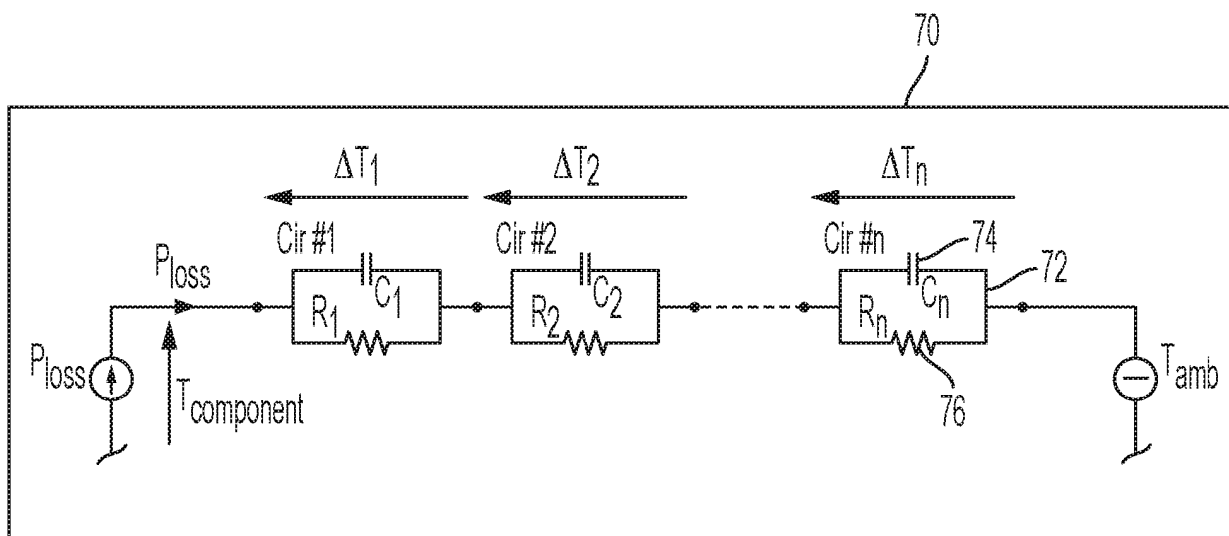 70
ΔT1 ΔT2 ΔTn
Cir #1 Cir #2 Cir #n 74
72
Ploss
C1 C2 Cn
R1 R2 Rn
Ploss Tamb
Tcomponent 76